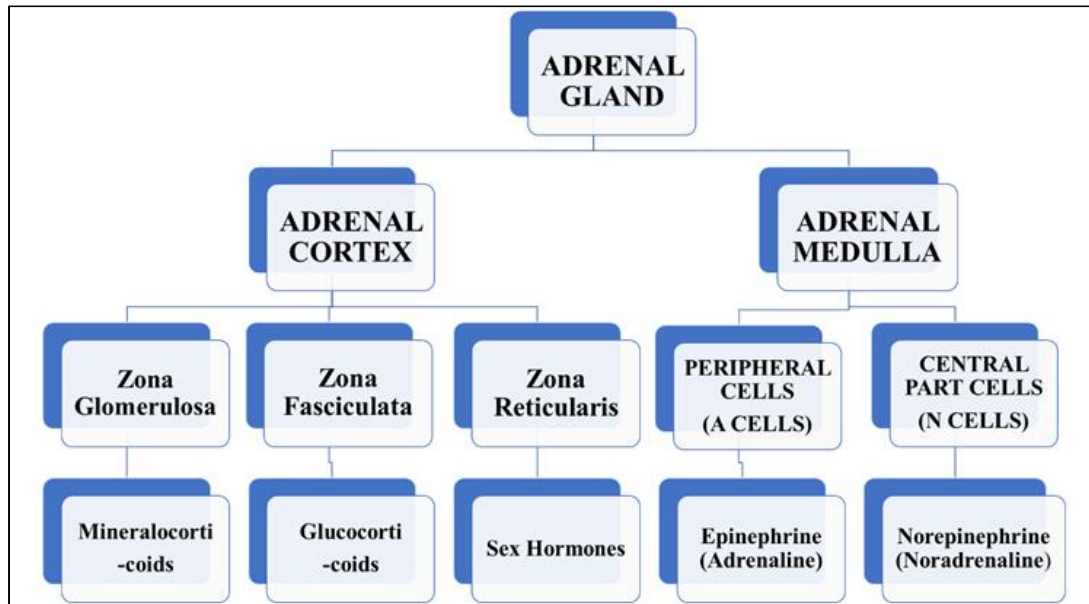 ADRENAL
GLAND
ADRENAL
CORTEX
ADRENAL
MEDULLA
Zona
Glomerulosa
Zona
Fasciculata
Zona
Reticularis
PERIPHERAL
CELLS
(A CELLS)
CENTRAL
PART CELLS
(N CELLS)
Mineralocorti
-coids
Glucocorti
-coids
Sex Hormones
Epinephrine
(Adrenaline)
Norepinephrine
(Noradrenaline)